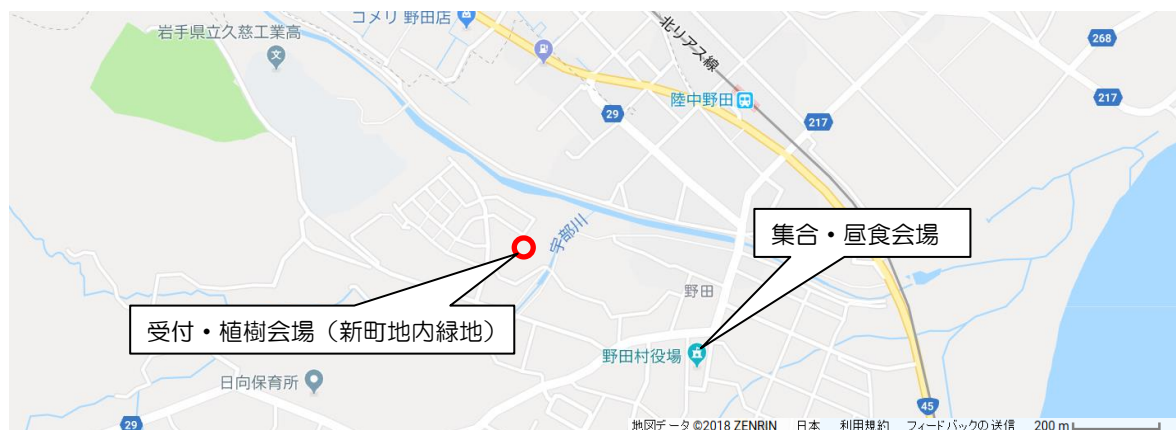 コメリ 野田店
岩手県立久慈工業高
北リアス線
268
陸中野田
217
29
217
宇部川
集合・昼食会場
野田
受付・植樹会場（新町地内緑地）
野田村役場
日向保育所
45
29
地図データ ©2018 ZENRIN 日本 利用規約 フィードバックの送信 200 m